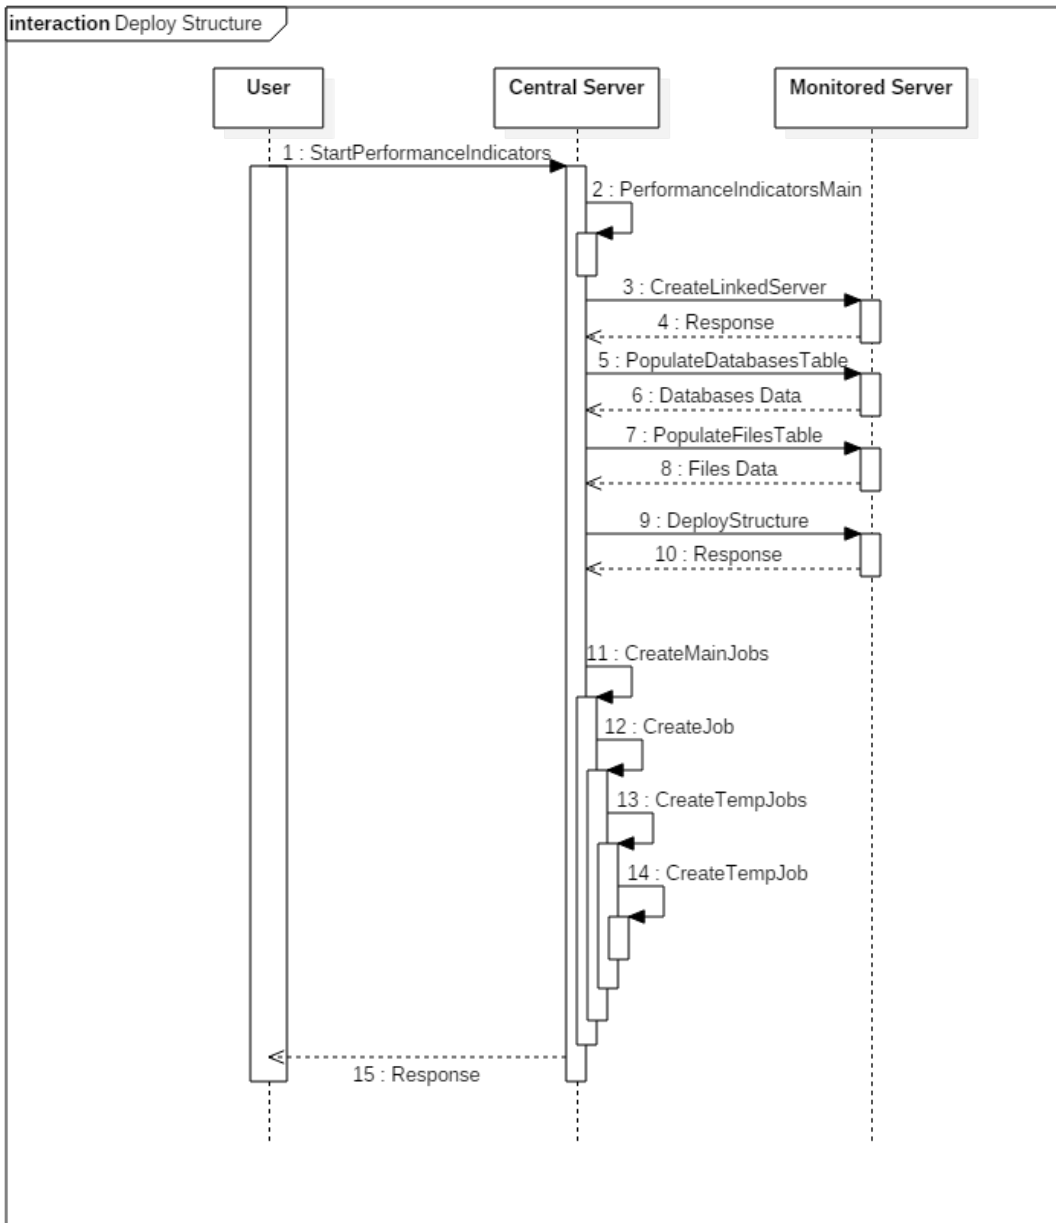 interaction Deploy Structure
User
Central Server
Monitored Server
1 : StartPerformanceIndicators
2 : PerformanceIndicatorsMain
3 : CreateLinkedServer
4 : Response
5 : PopulateDatabasesTable
6 : Databases Data
7 : PopulateFilesTable
8 : Files Data
9 : DeployStructure
10 : Response
11 : CreateMainJobs
12 : CreateJob
13 : CreateTempJobs
14 : CreateTempJob
15 : Response